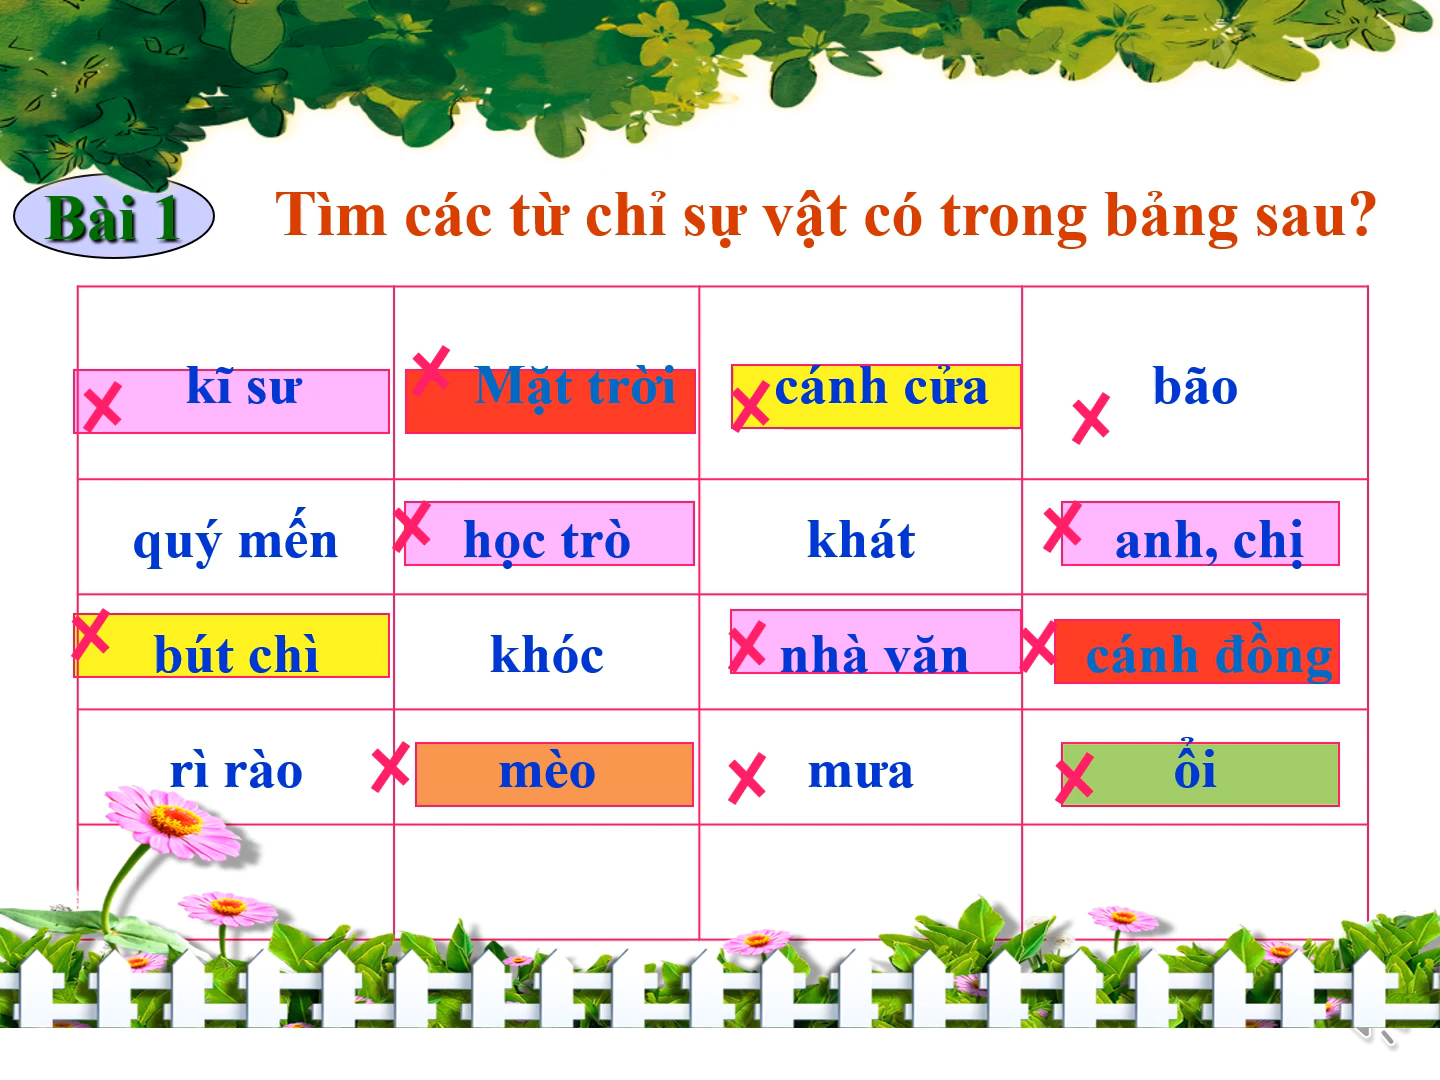 Bài 1
Tìm các từ chỉ sự vật có trong bảng sau?
kĩ sư Mặt trời cánh cửa bão
quý mến học trò khát anh, chị
bút chì khóc nhà văn cánh đồng
rì rào mèo mưa ổi